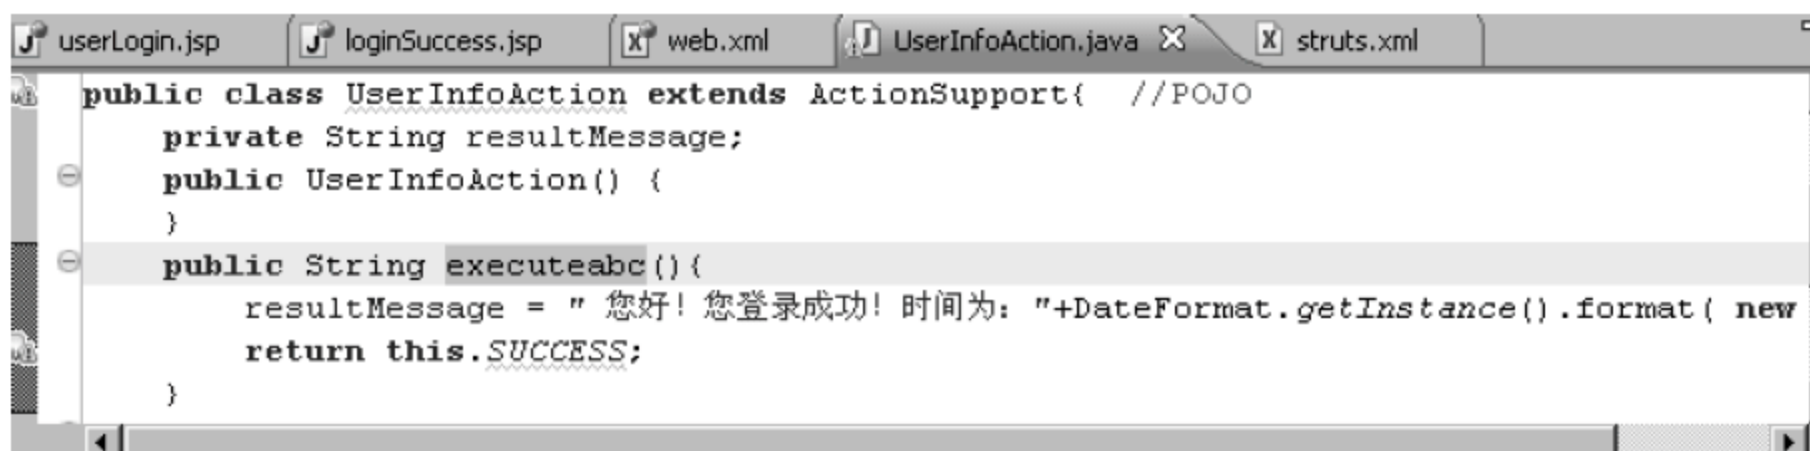 userLogin.jsp loginSuccess.jsp web.xml UserInfoAction.java struts.xml
public class UserInfoAction extends ActionSupport{ //POJO
private String resultMessage;
public UserInfoAction() {
}
public String executeabc(){
resultMessage = " 您好! 您登录成功! 时间为: "+DateFormat.getInstance().format( new
return this.SUCCESS;
}